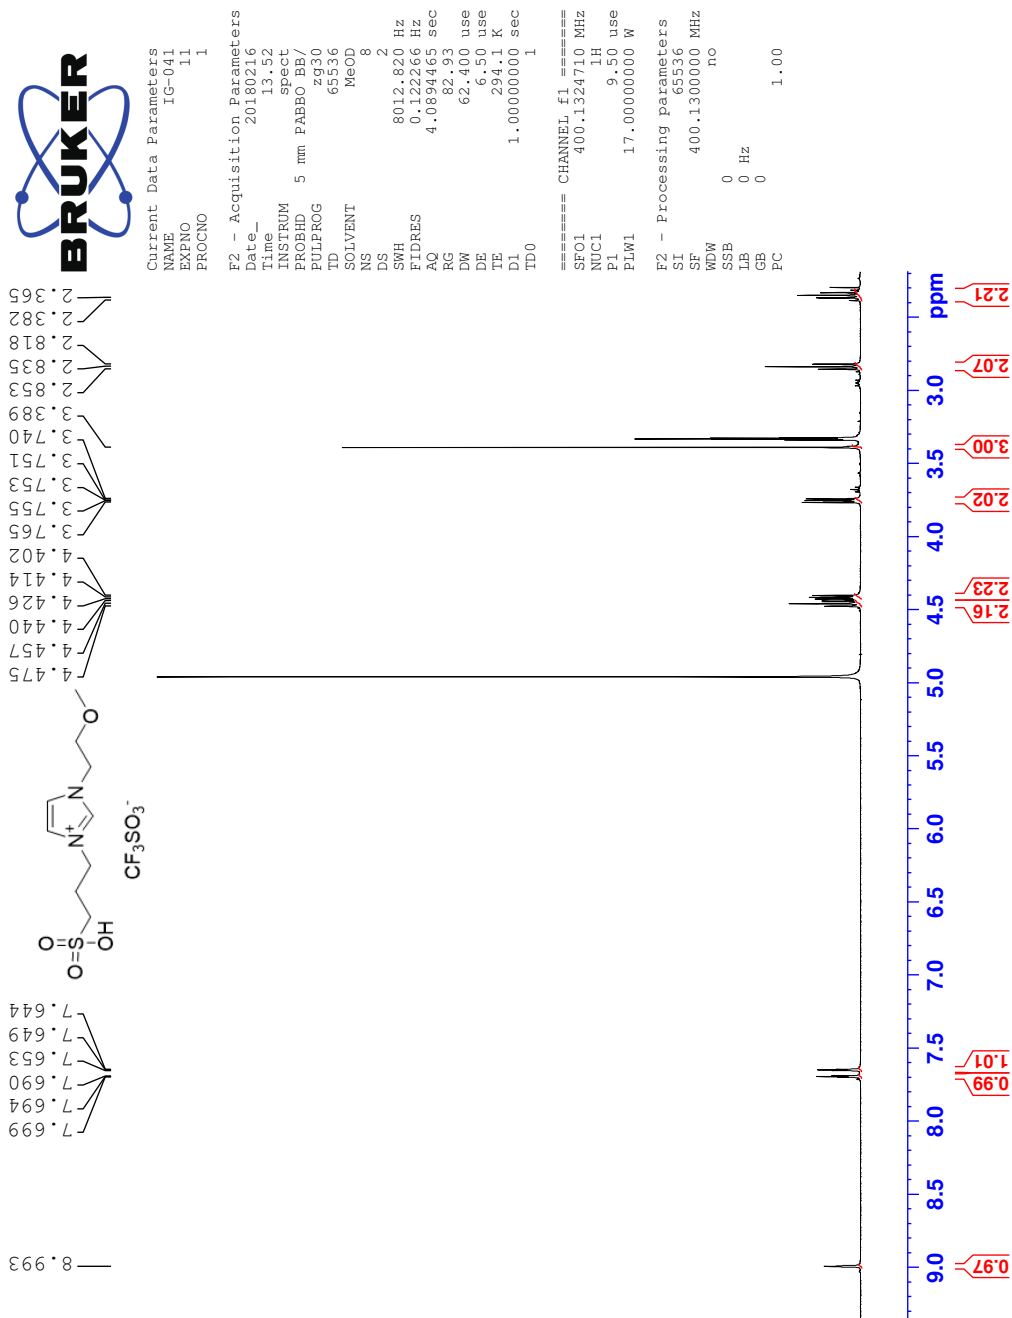 BRUKER
Current Data Parameters
NAME IG-041
EXPNO 11
PROCNO 1
F2 - Acquisition Parameters
Date_ 20180216
Time 13.52
INSTRUM spect
PROBHD 5 mm PABBO BB/
PULPROG zg30
TD 65536
SOLVENT MeOD
NS 8
DS 2
SWH 8012.820 Hz
FIDRES 0.122266 Hz
AQ 4.0894465 sec
RG 82.93
DW 62.400 use
DE 6.50 use
TE 294.1 K
D1 1.00000000 sec
TD0 1
======== CHANNEL f1 ========
SFO1 400.1324710 MHz
NUC1 1H
P1 9.50 use
PLW1 17.00000000 W
F2 - Processing parameters
SI 65536
SF 400.1300000 MHz
WDW no
SSB 0
LB 0 Hz
GB 0
PC 1.00
8.993
7.699
7.694
7.690
7.653
7.649
7.644
4.475
4.457
4.440
4.426
4.414
4.402
3.765
3.755
3.753
3.751
3.740
3.389
2.853
2.835
2.818
2.382
2.365
O=S-OH
O
N+
N
O
CF3SO3-
9.0 8.5 8.0 7.5 7.0 6.5 6.0 5.5 5.0 4.5 4.0 3.5 3.0 ppm
0.97
0.99
1.01
2.16
2.23
2.02
3.00
2.07
2.21